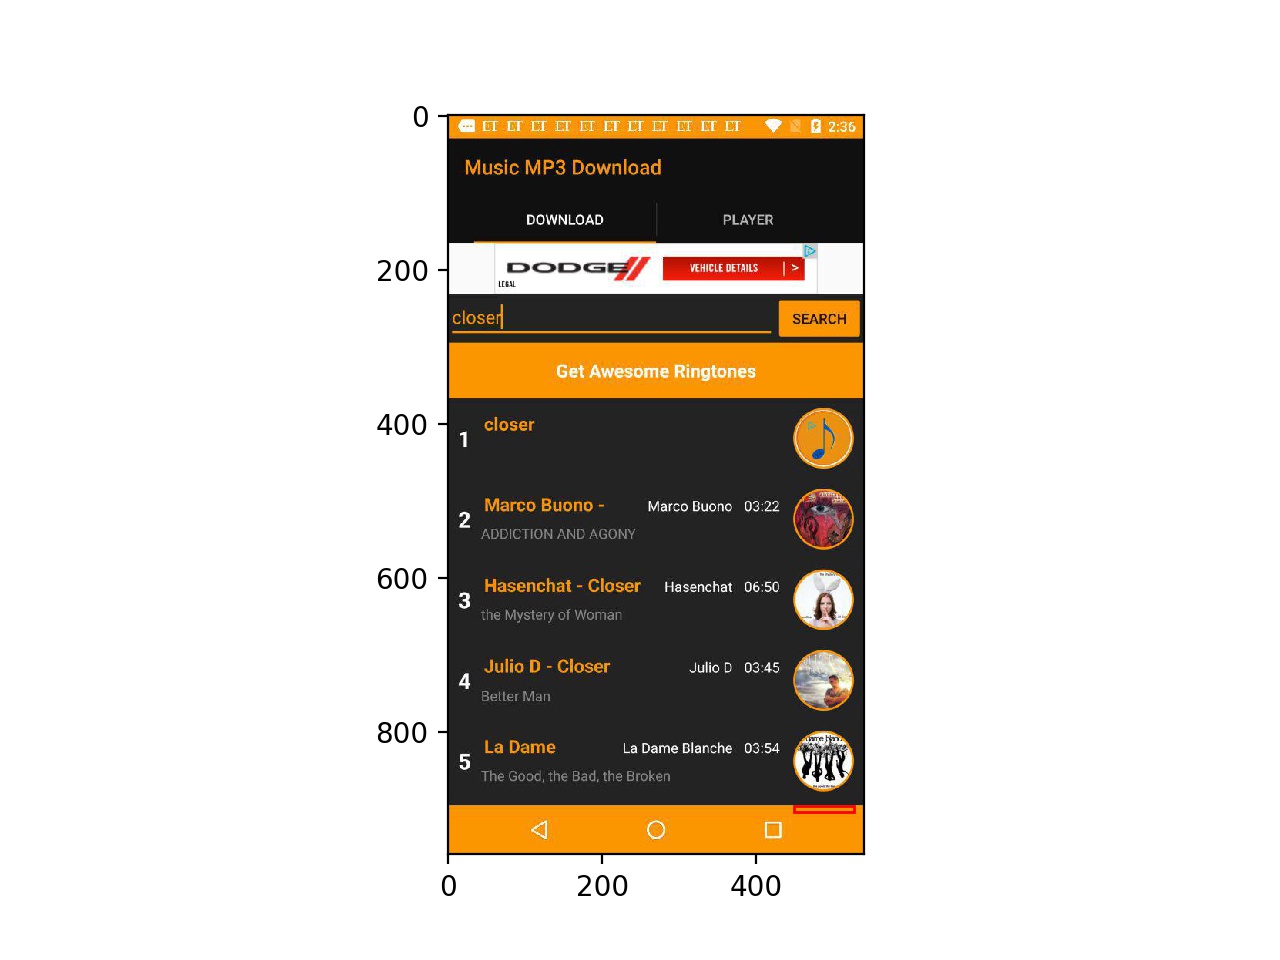 0
200
400
600
800
0
200
400
2:36
Music MP3 Download
DOWNLOAD
PLAYER
DODGE
VEHICLE DETAILS | >
LEGAL
closer
SEARCH
Get Awesome Ringtones
1
closer
2
Marco Buono -
Marco Buono
03:22
ADDICTION AND AGONY
3
Hasenchat - Closer
Hasenchat
06:50
the Mystery of Woman
4
Julio D - Closer
Julio D
03:45
Better Man
5
La Dame
La Dame Blanche
03:54
The Good, the Bad, the Broken